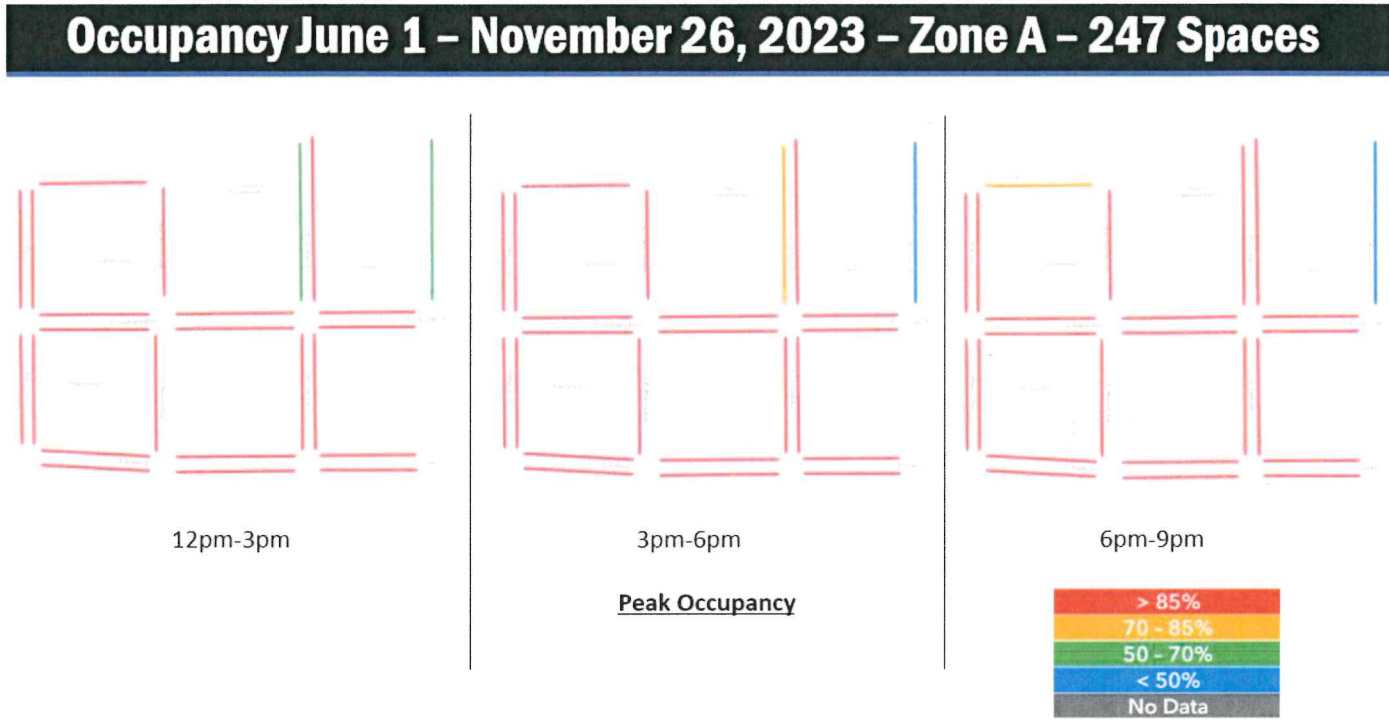 Occupancy June 1 – November 26, 2023 – Zone A – 247 Spaces
12pm-3pm
3pm-6pm
6pm-9pm
Peak Occupancy
> 85%
70 - 85%
50 - 70%
< 50%
No Data